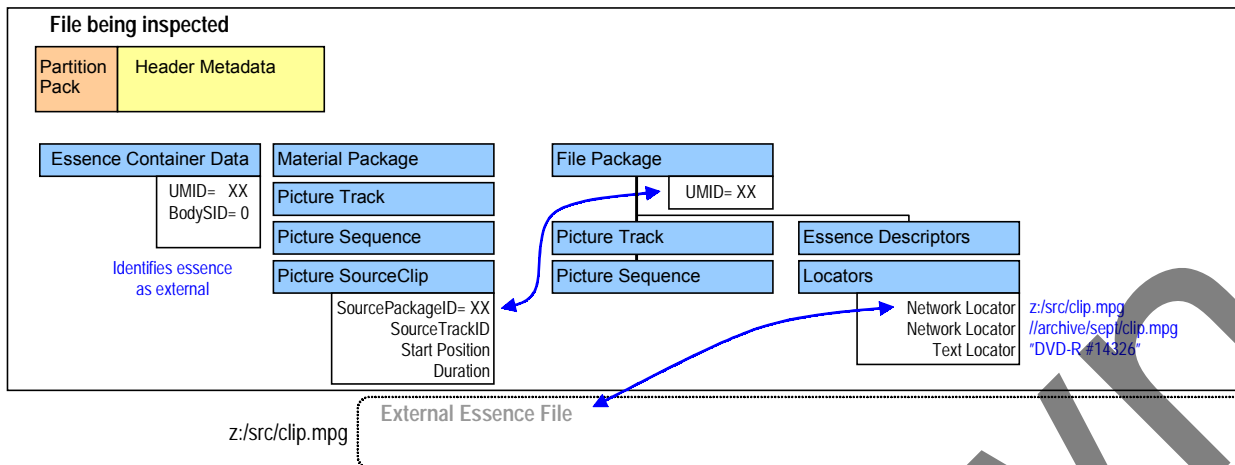 File being inspected
Partition
Pack
Header Metadata
Essence Container Data
UMID= XX
BodySID= 0
Identifies essence
as external
Material Package
Picture Track
Picture Sequence
Picture SourceClip
SourcePackageID= XX
SourceTrackID
Start Position
Duration
File Package
UMID= XX
Picture Track
Picture Sequence
Essence Descriptors
Locators
Network Locator z:/src/clip.mpg
Network Locator //archive/sept/clip.mpg
Text Locator "DVD-R #14326"
External Essence File
z:/src/clip.mpg